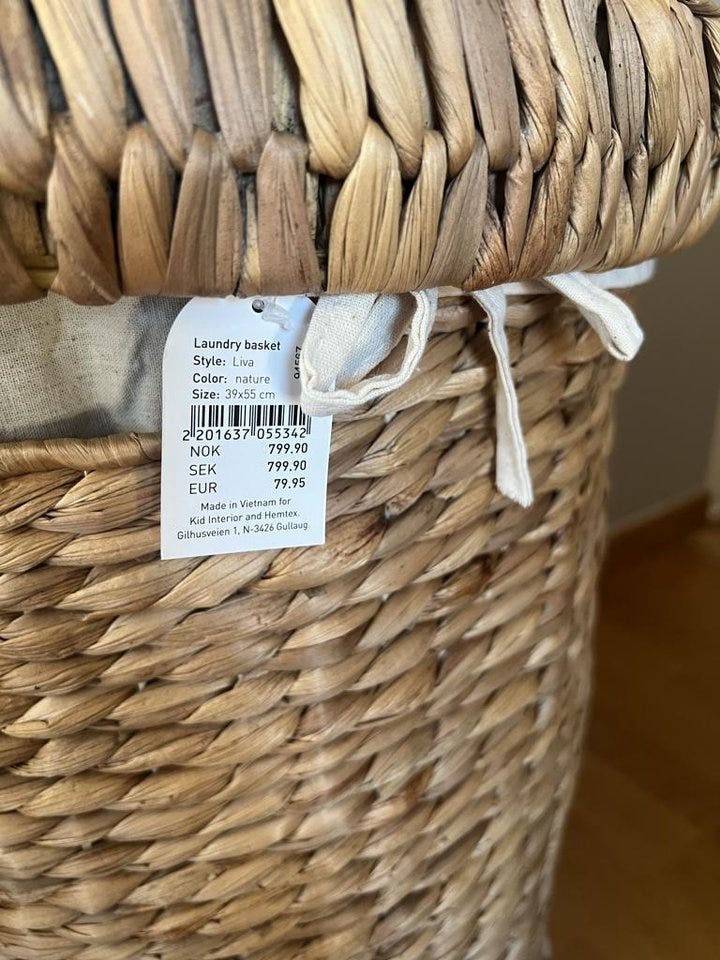 Laundry basket
Style: Liva
Color: nature
Size: 39x55 cm
2 201637 055342
NOK 799.90
SEK 799.90
EUR 79.95
Made in Vietnam for
Kid Interior and Hemtex.
Gilhusveien 1, N-3426 Gullaug.